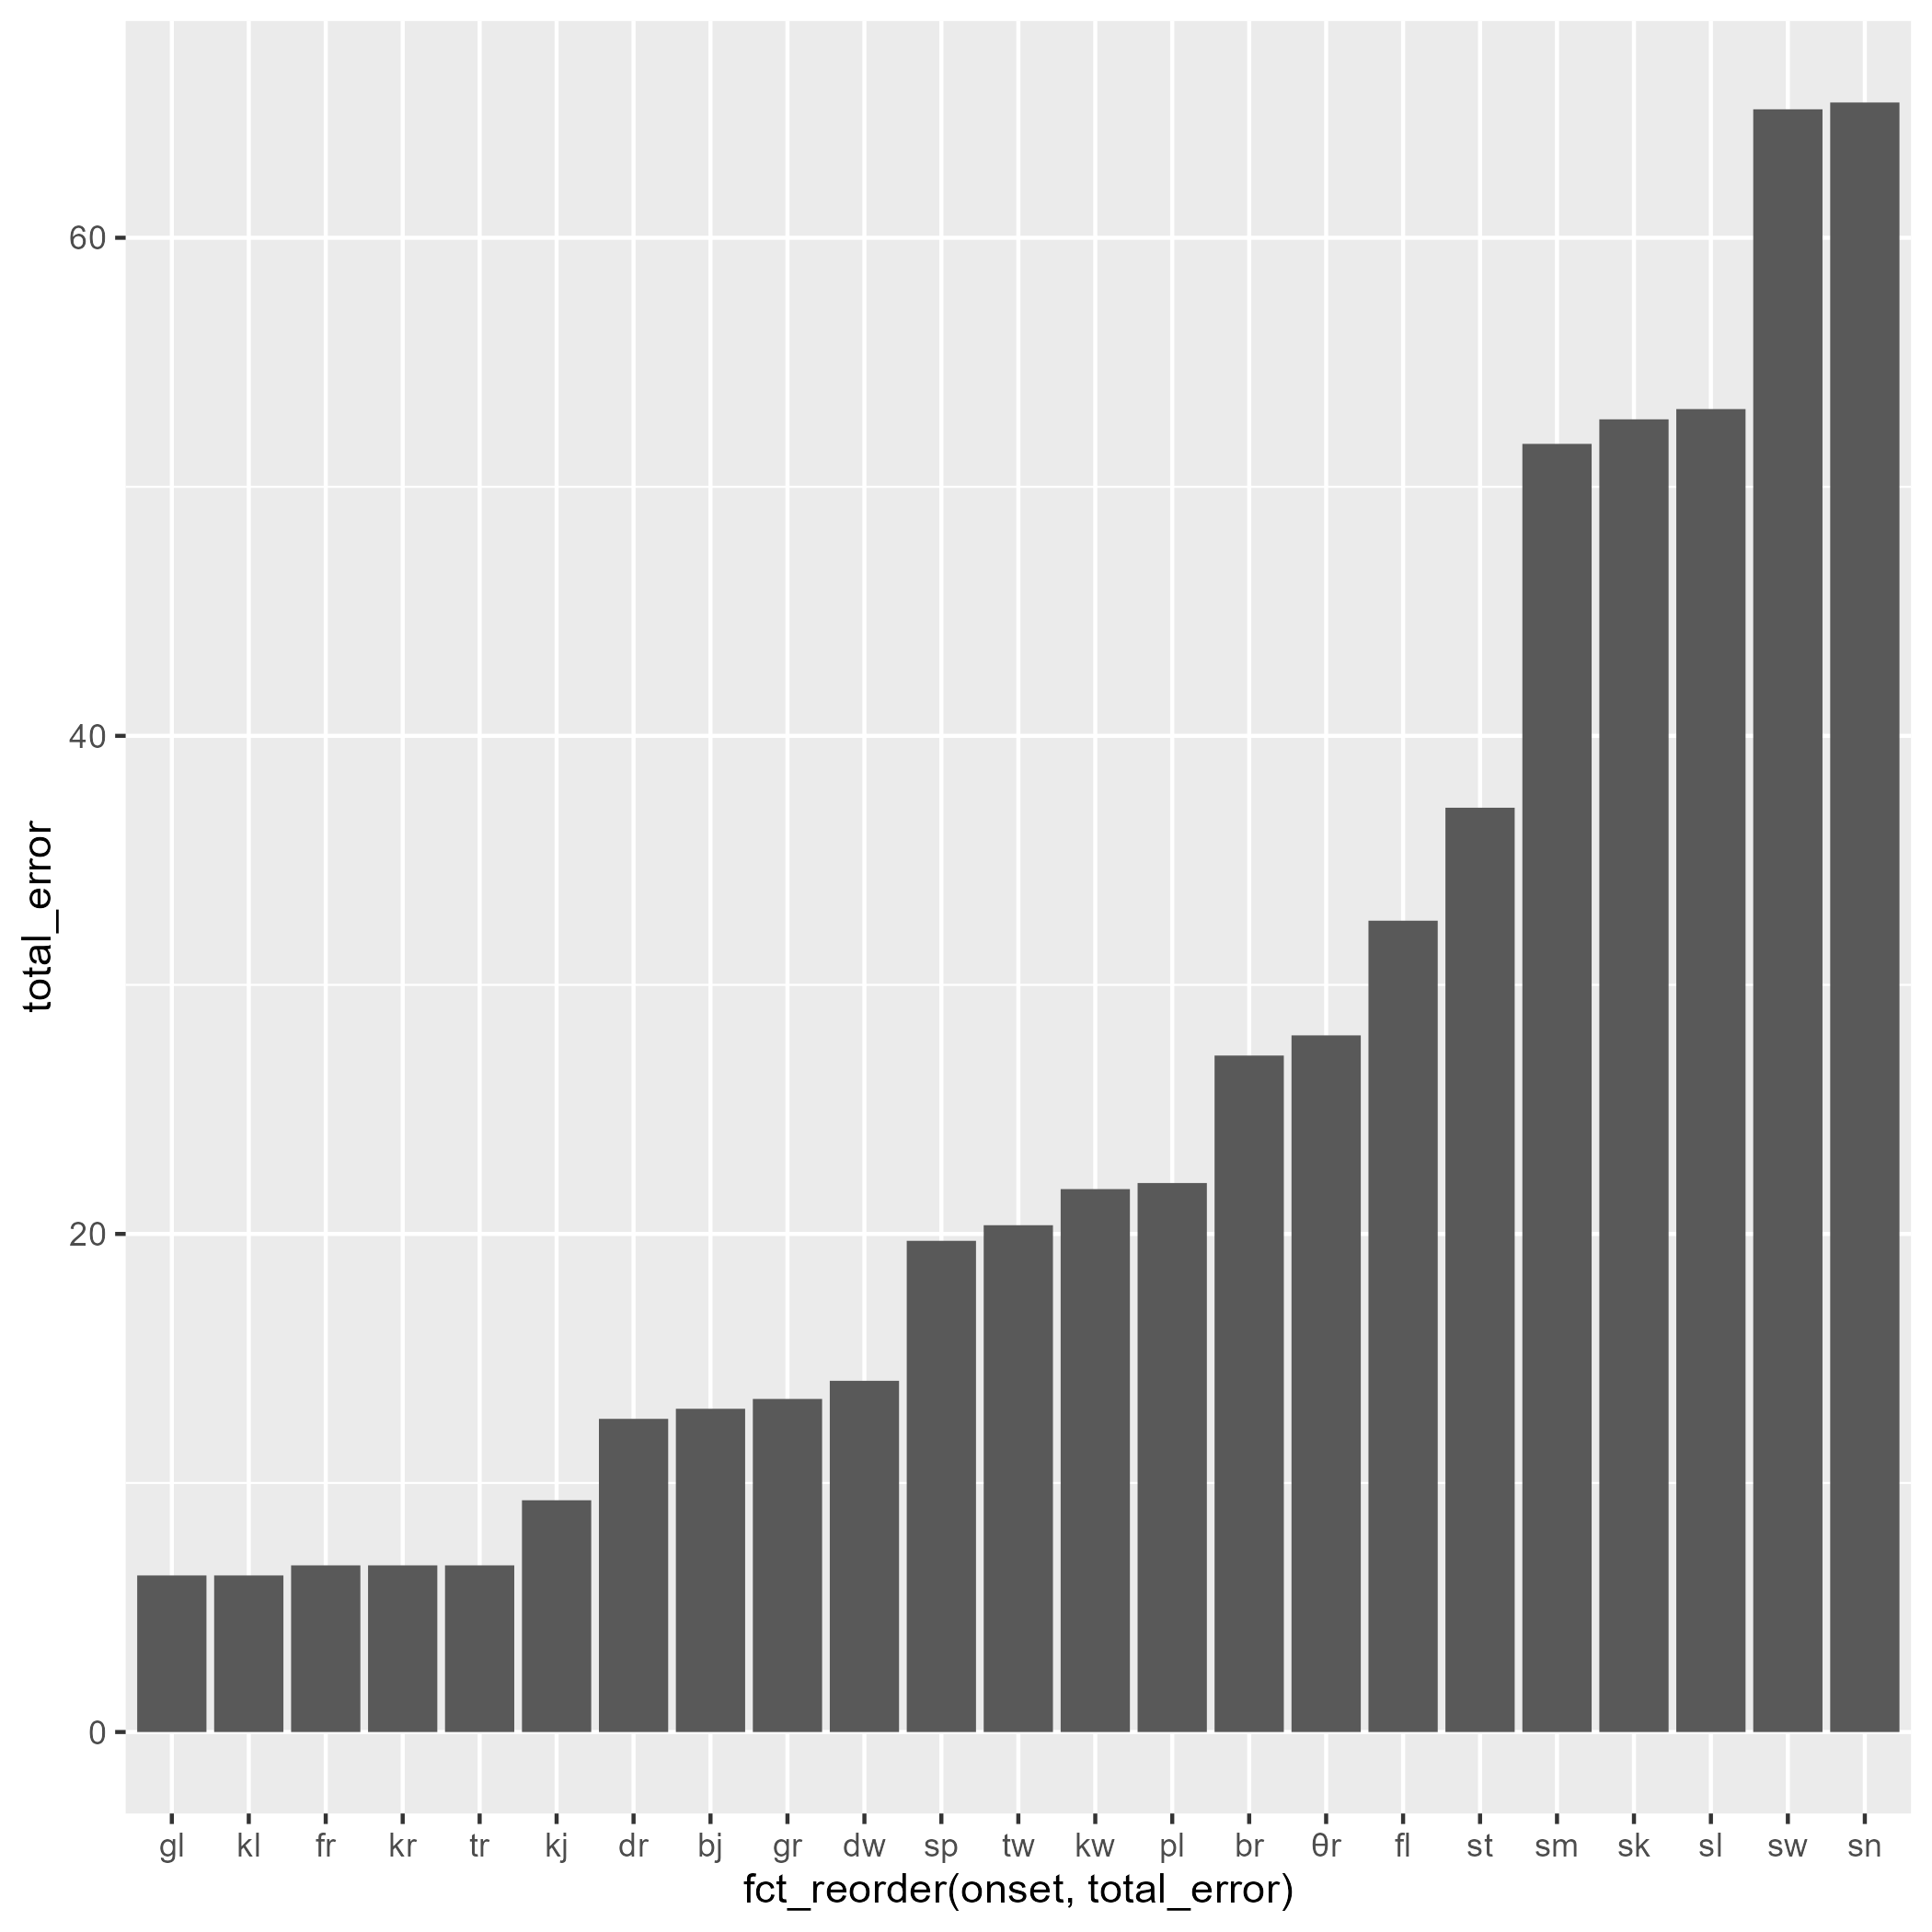 60
40
20
0
total_error
gl kl fr kr tr kj dr bj gr dw sp tw kw pl br θr fl st sm sk sl sw sn
fct_reorder(onset, total_error)